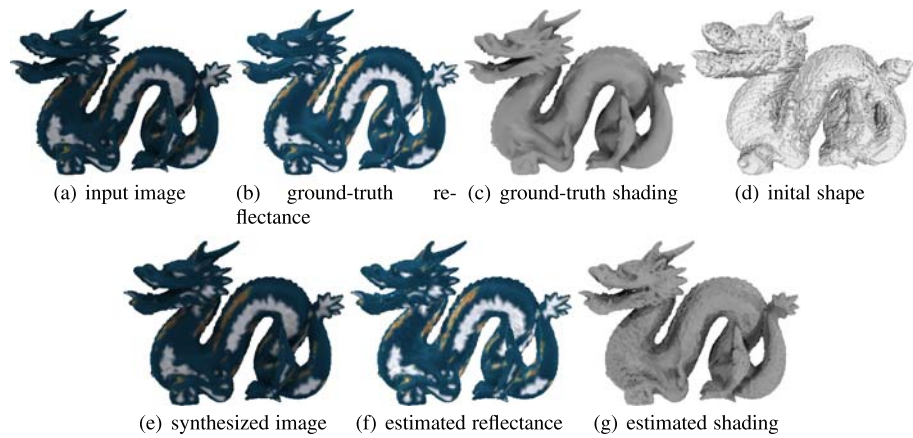 (a) input image
(b) ground-truth re-
flectance
(c) ground-truth shading
(d) inital shape
(e) synthesized image
(f) estimated reflectance
(g) estimated shading